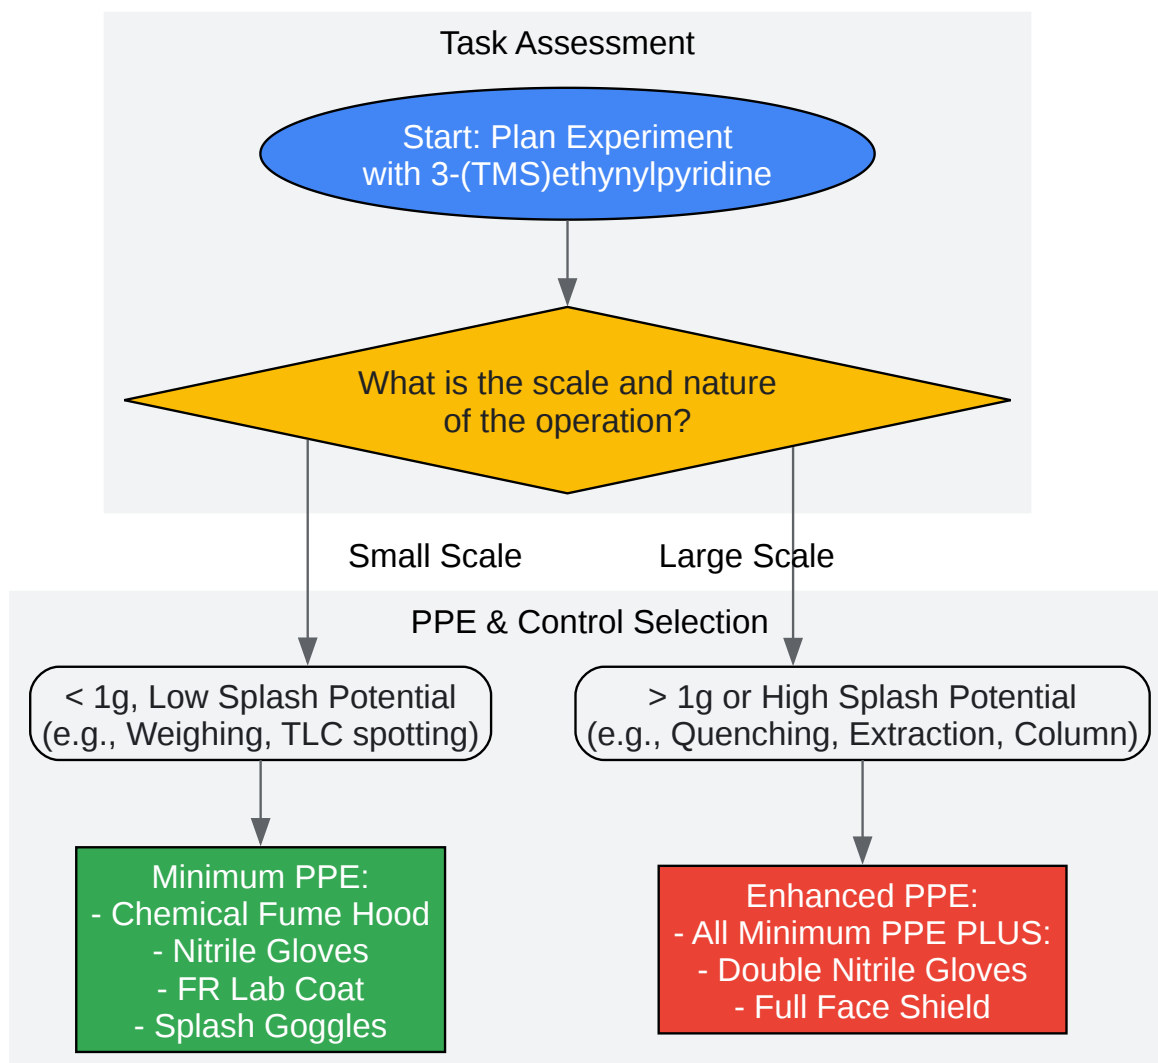 Task Assessment
Start: Plan Experiment
with 3-(TMS)ethynylpyridine
What is the scale and nature
of the operation?
Small Scale
Large Scale
PPE & Control Selection
< 1g, Low Splash Potential
(e.g., Weighing, TLC spotting)
> 1g or High Splash Potential
(e.g., Quenching, Extraction, Column)
Minimum PPE:
- Chemical Fume Hood
- Nitrile Gloves
- FR Lab Coat
- Splash Goggles
Enhanced PPE:
- All Minimum PPE PLUS:
- Double Nitrile Gloves
- Full Face Shield